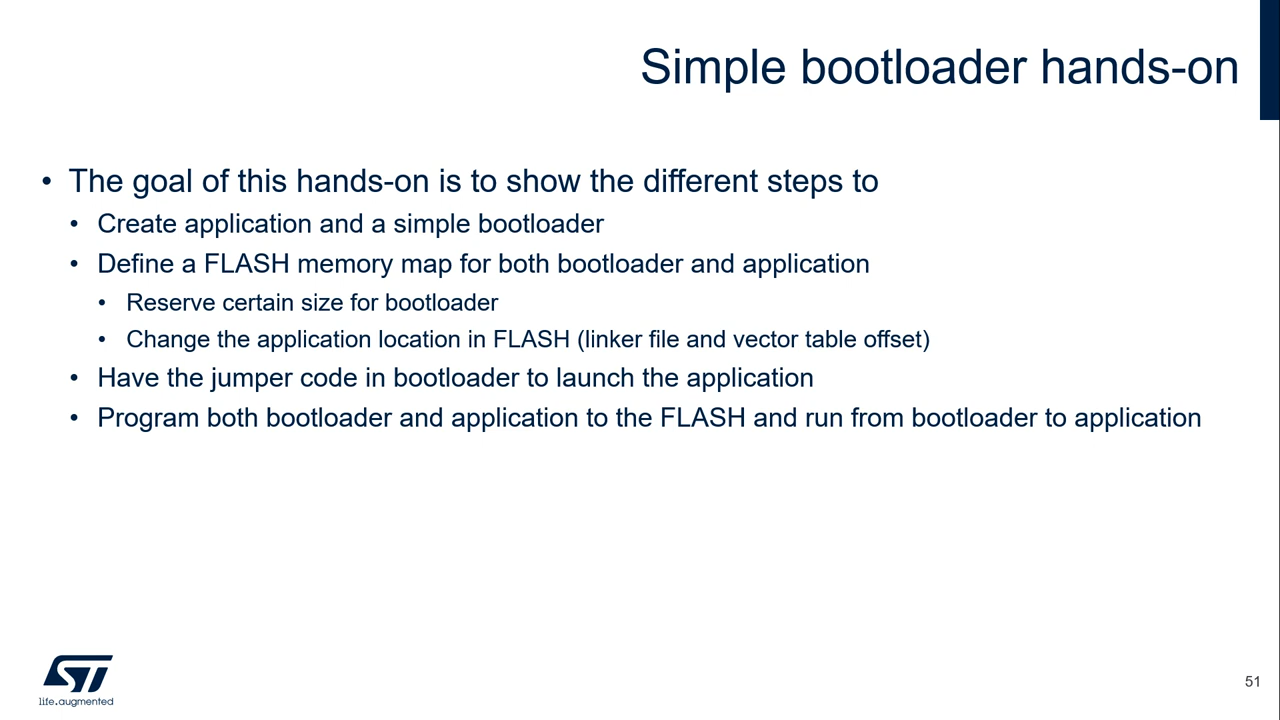 Simple bootloader hands-on
• The goal of this hands-on is to show the different steps to
• Create application and a simple bootloader
• Define a FLASH memory map for both bootloader and application
• Reserve certain size for bootloader
• Change the application location in FLASH (linker file and vector table offset)
• Have the jumper code in bootloader to launch the application
• Program both bootloader and application to the FLASH and run from bootloader to application
ST
life.augmented
51